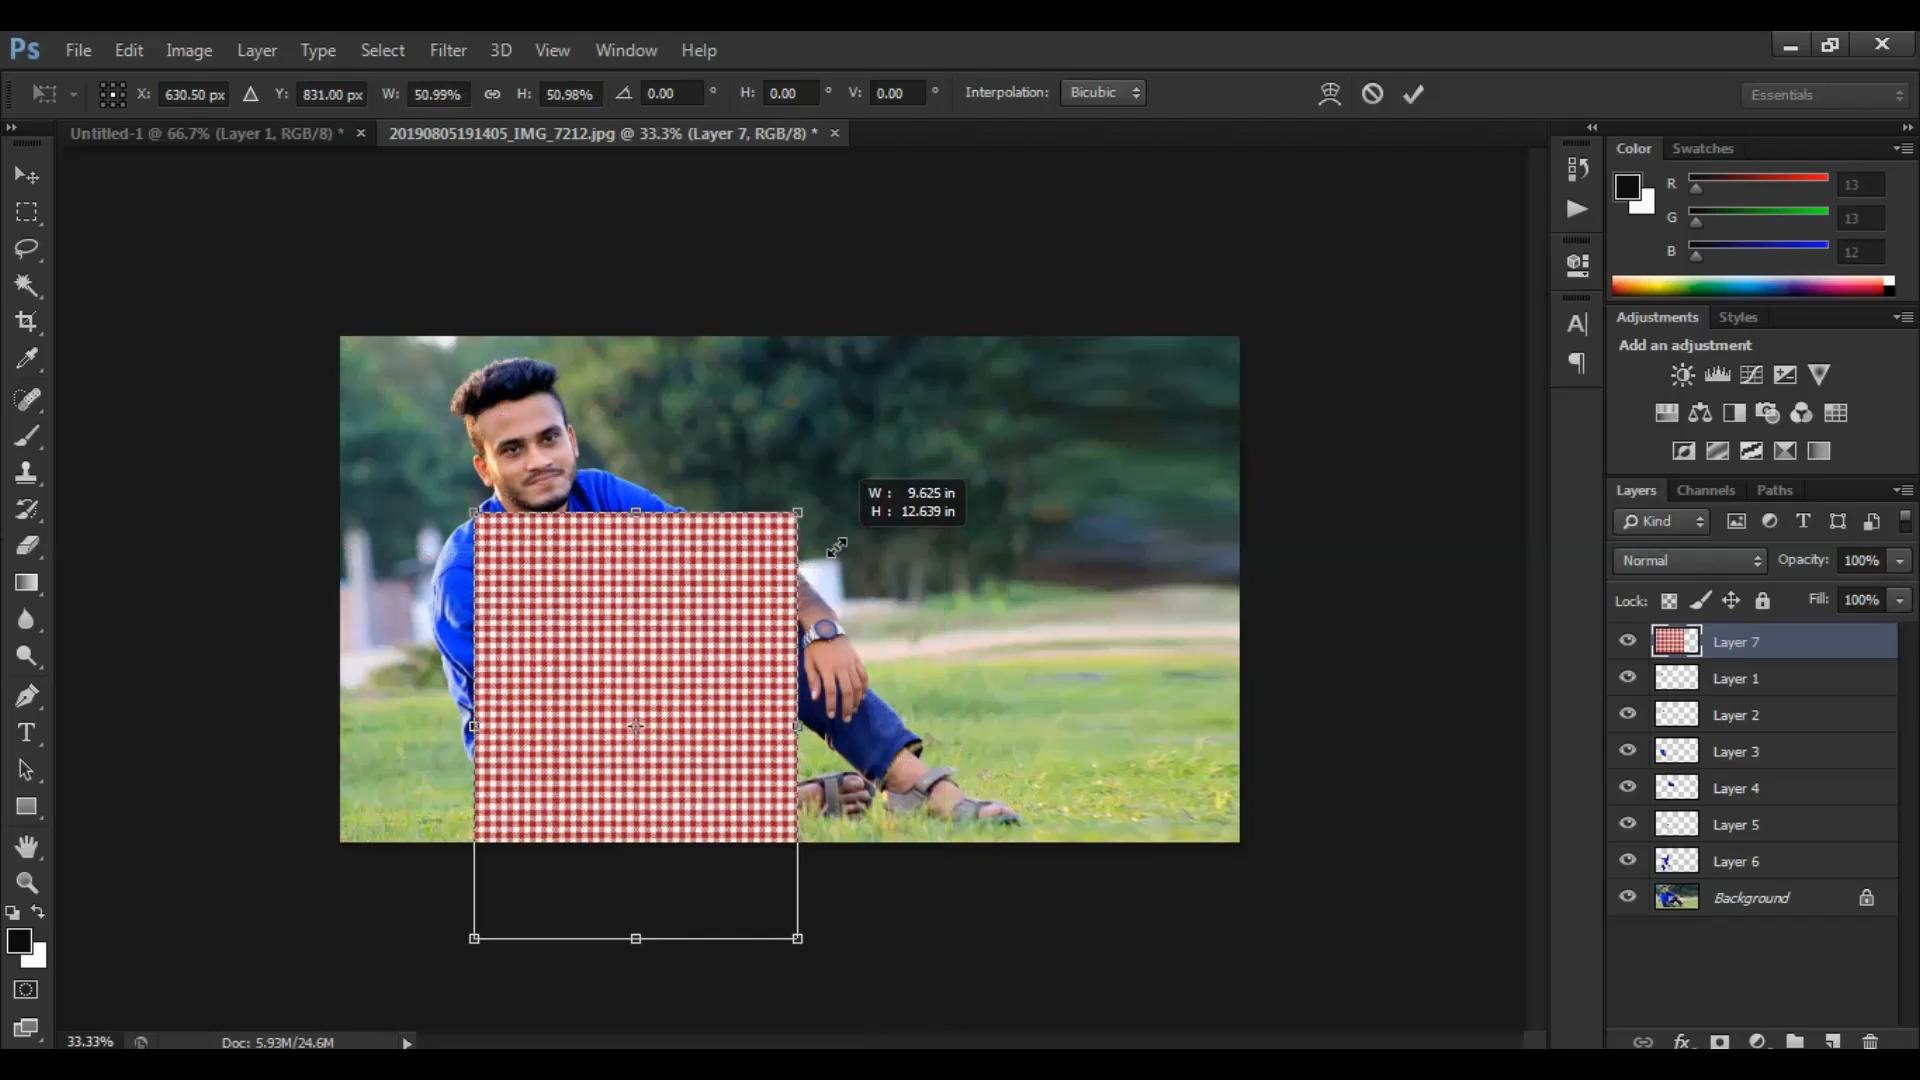 Ps File Edit Image Layer Type Select Filter 3D View Window Help
X: 630.50 px Y: 831.00 px W: 50.99% H: 50.98% 0.00 ° H: 0.00 ° V: 0.00 ° Interpolation: Bicubic Essentials
Untitled-1 @ 66.7% (Layer 1, RGB/8) * × 20190805191405_IMG_7212.jpg @ 33.3% (Layer 7, RGB/8) * ×
Color Swatches
R 13
G 13
B 12
Adjustments Styles
Add an adjustment
W : 9.625 in
H : 12.639 in
Layers Channels Paths
Kind
Normal Opacity: 100%
Lock: Fill: 100%
Layer 7
Layer 1
Layer 2
Layer 3
Layer 4
Layer 5
Layer 6
Background
33.33% Doc: 5.93M/24.6M